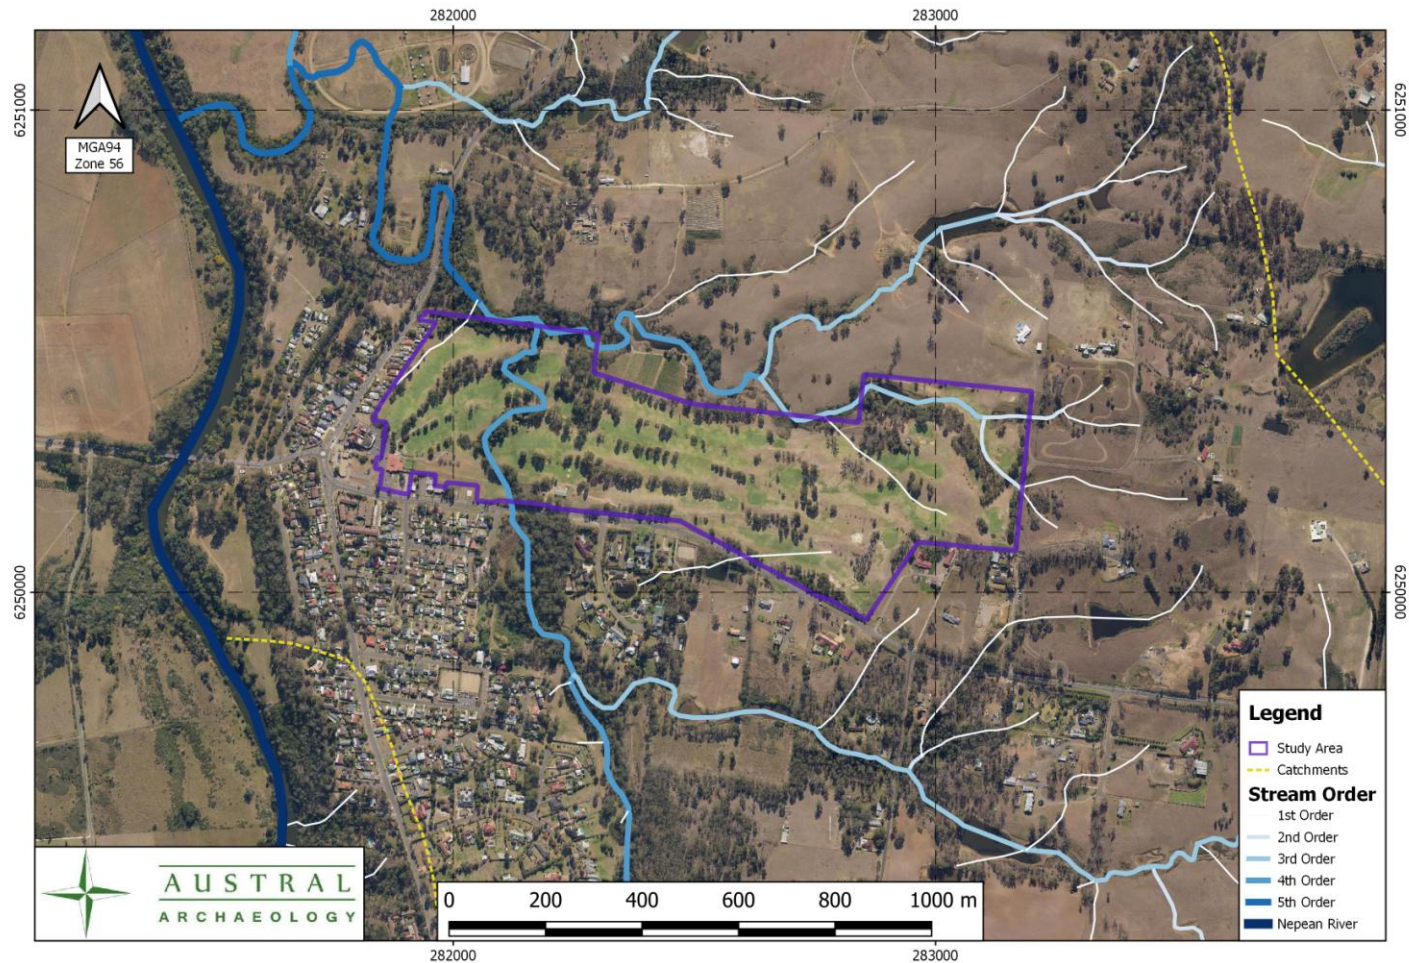 282000
283000
6251000
6251000
MGA94
Zone 56
6250000
6250000
Legend
Study Area
Catchments
Stream Order
1st Order
2nd Order
3rd Order
4th Order
5th Order
Nepean River
AUSTRAL
ARCHAEOLOGY
0 200 400 600 800 1000 m
282000
283000